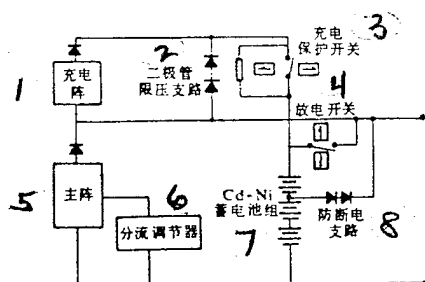 充电
保护开关
3
2
二极管
限压支路
1
充电
阵
4
放电开关
5
主阵
6
分流调节器
Cd-Ni
蓄电池组
7
防断电
支路
8